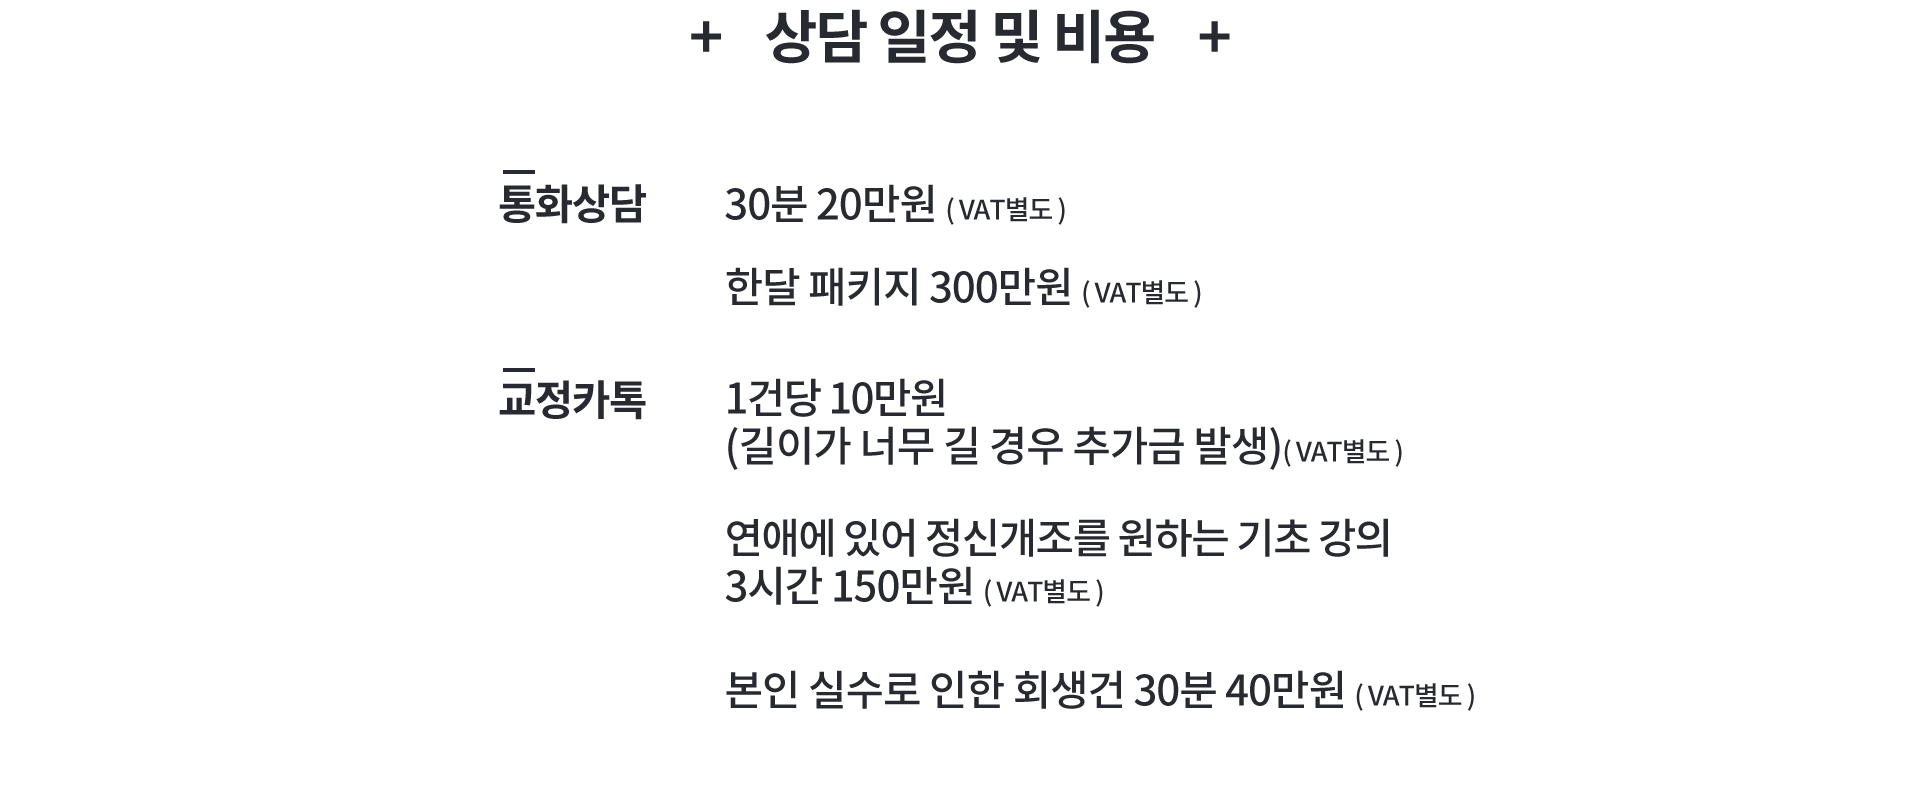 + 상담 일정 및 비용 +
통화상담 30분 20만원 ( VAT별도 )
한달 패키지 300만원 ( VAT별도 )
교정카톡 1건당 10만원
(길이가 너무 길 경우 추가금 발생)( VAT별도 )
연애에 있어 정신개조를 원하는 기초 강의
3시간 150만원 ( VAT별도 )
본인 실수로 인한 회생건 30분 40만원 ( VAT별도 )